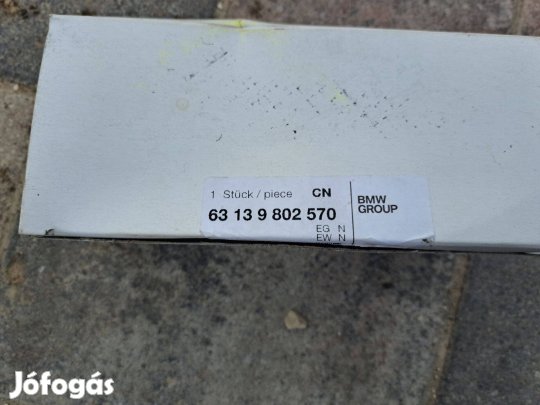 1 Stück / piece CN
63 13 9 802 570
EG N
EW N
BMW
GROUP
Jófogás